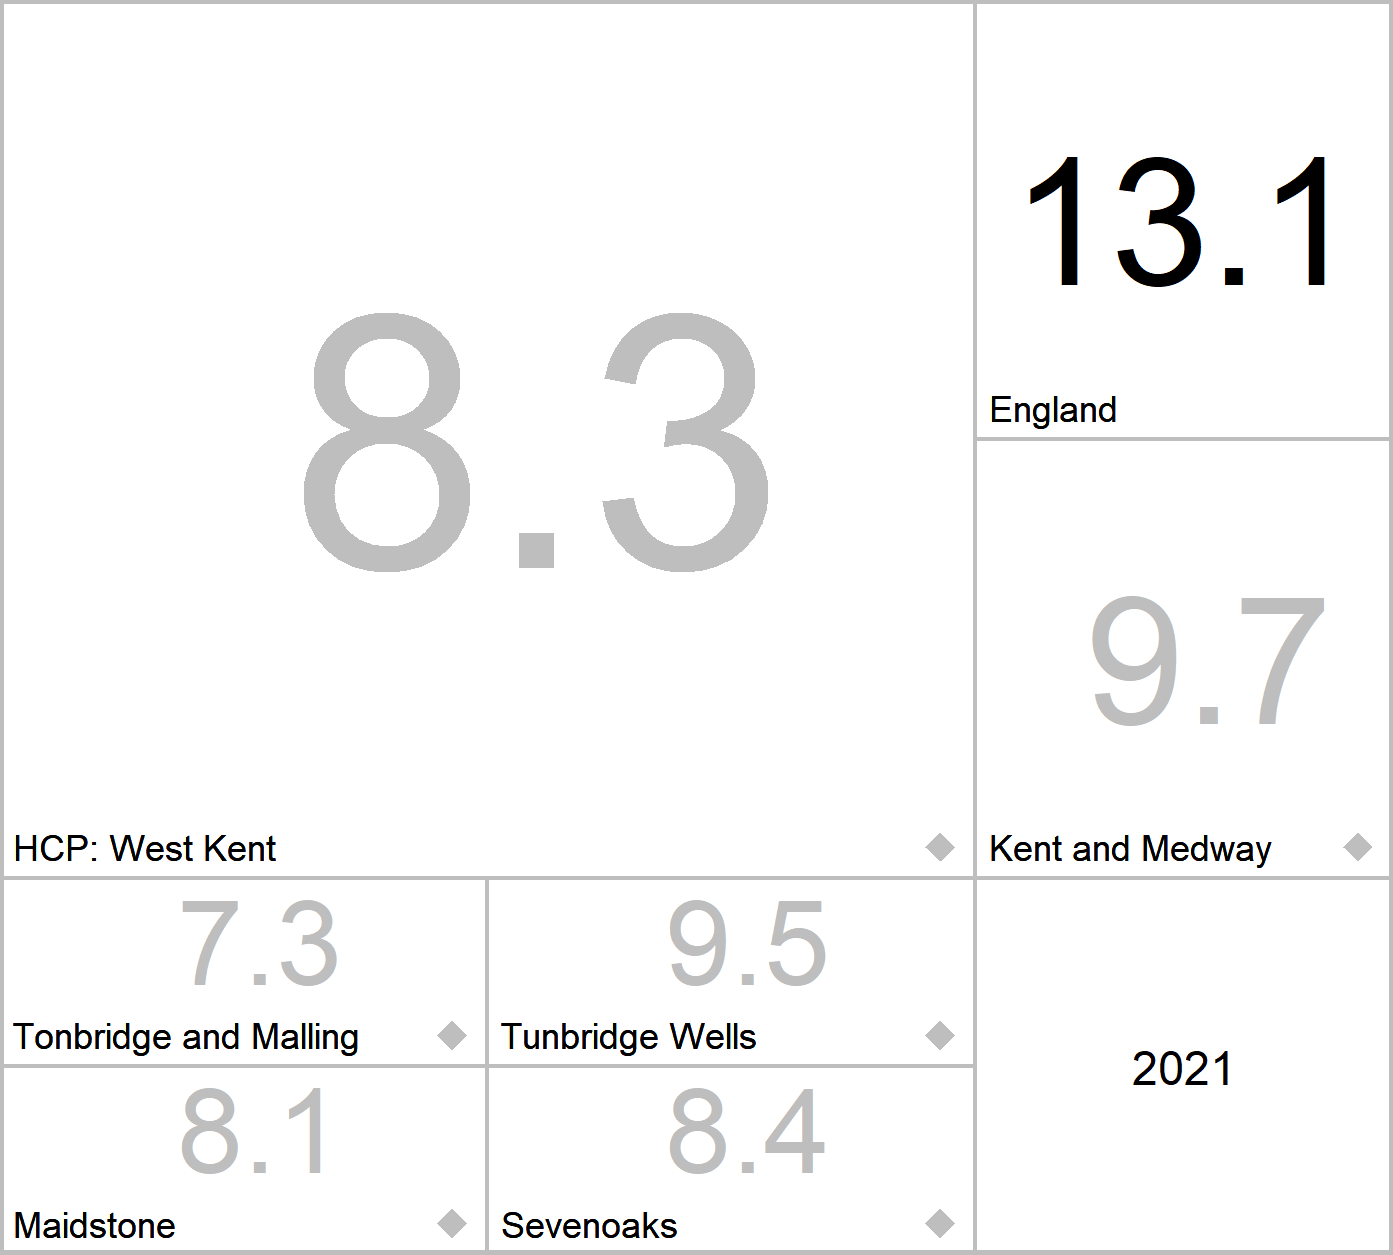 8.3
HCP: West Kent
13.1
England
9.7
Kent and Medway
7.3
Tonbridge and Malling
9.5
Tunbridge Wells
8.1
Maidstone
8.4
Sevenoaks
2021